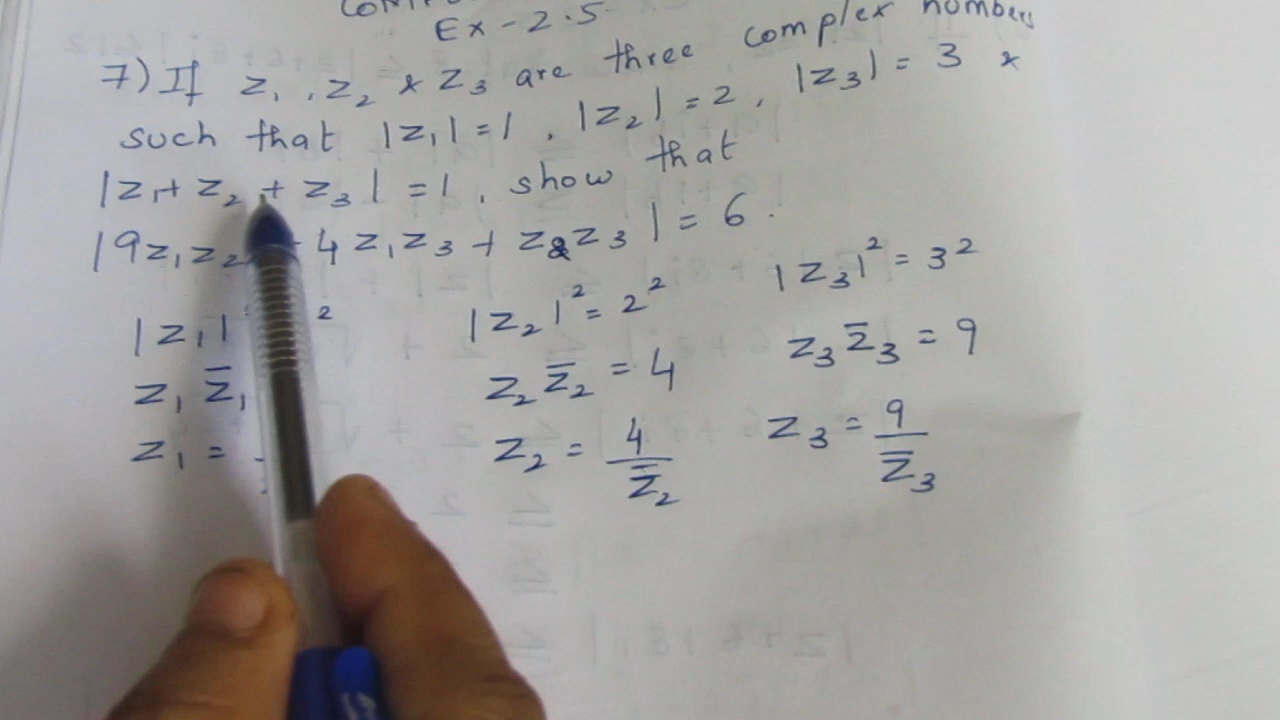 Ex-2.5
7) If z₁, z₂ & z₃ are three complex numbers
such that |z₁| = 1, |z₂| = 2, |z₃| = 3 &
|z₁ + z₂ + z₃| = 1, show that
|9z₁z₂ + 4z₁z₃ + z₂z₃| = 6.
|z₁| ² |z₂|² = 2² |z₃|² = 3²
z₁ z̄₁ z₂ z̄₂ = 4 z₃ z̄₃ = 9
z₁ = z₂ = 4/z̄₂ z₃ = 9/z̄₃